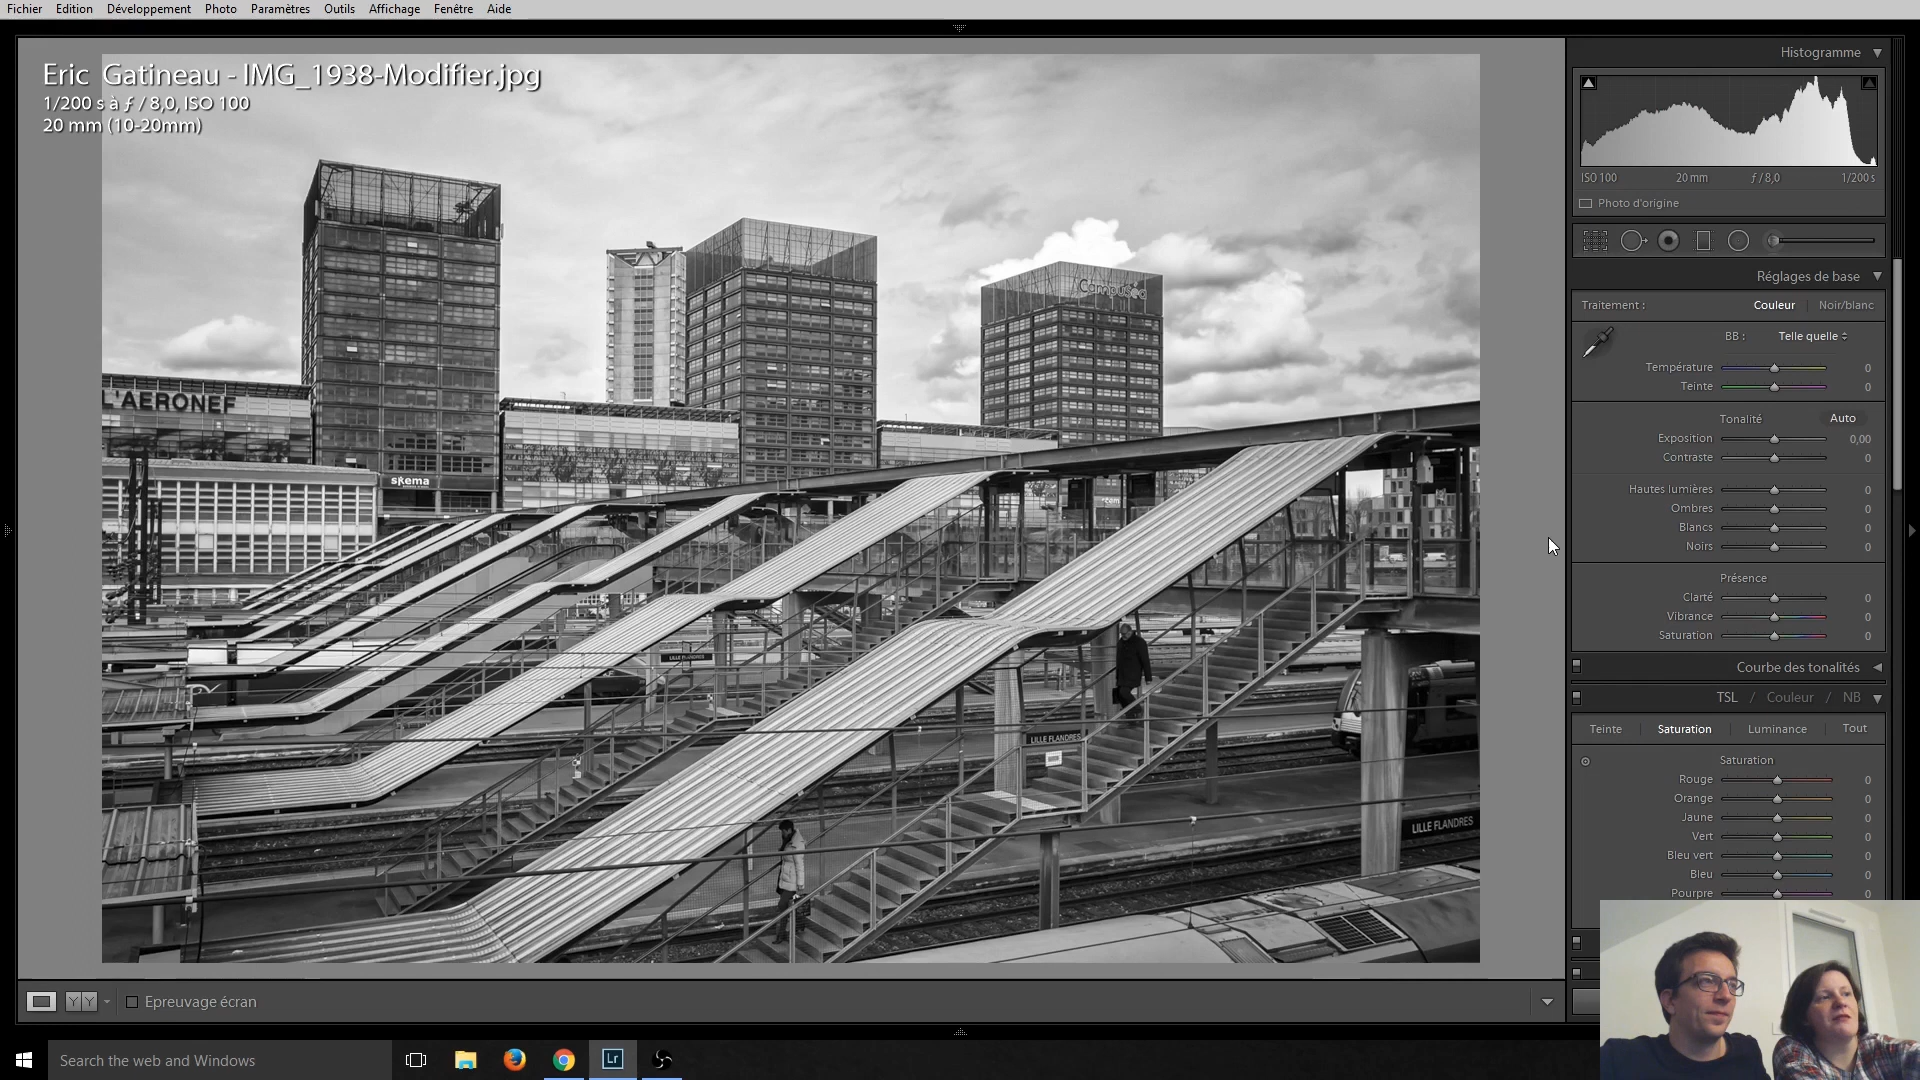 Fichier Edition Développement Photo Paramètres Outils Affichage Fenêtre Aide
Eric Gatineau - IMG_1938-Modifier.jpg
1/200 s à ƒ / 8,0, ISO 100
20 mm (10-20mm)
Campuséa
L'AERONEF
skema
LILLE FLANDRES
LILLE FLANDRES
LILLE FLANDRES
Histogramme
ISO 100 20 mm ƒ / 8,0 1/200 s
Photo d'origine
Réglages de base
Traitement : Couleur Noir/blanc
BB : Telle quelle
Température 0
Teinte 0
Tonalité Auto
Exposition 0,00
Contraste 0
Hautes lumières 0
Ombres 0
Blancs 0
Noirs 0
Présence
Clarté 0
Vibrance 0
Saturation 0
Courbe des tonalités
TSL / Couleur / NB
Teinte Saturation Luminance Tout
Saturation
Rouge 0
Orange 0
Jaune 0
Vert 0
Bleu vert 0
Bleu 0
Pourpre 0
YY Epreuvage écran
Search the web and Windows
Lr